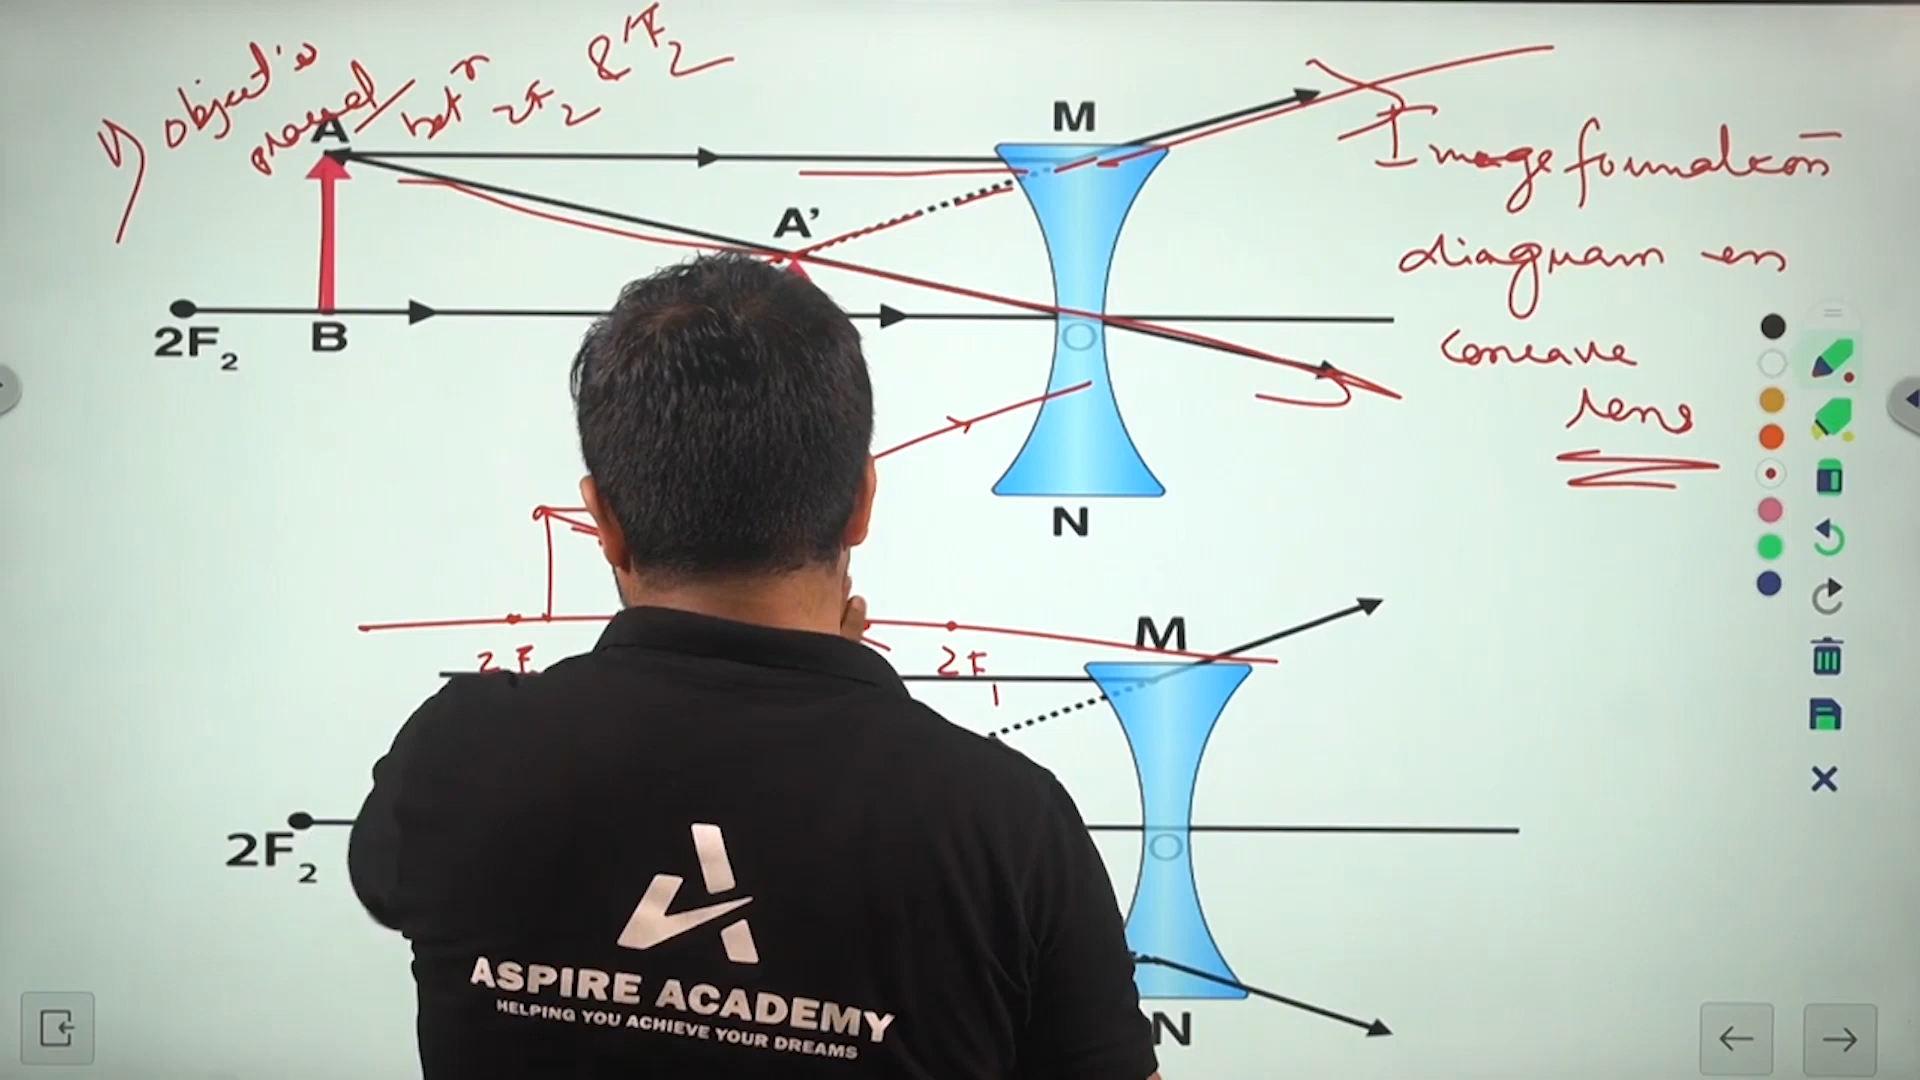 1) object is
placed / betn 2F2 & F2
A
M
A'
2F2
B
O
N
Image formation
diagram in
concave
lens
2F
2F1
M
2F2
O
N
ASPIRE ACADEMY
HELPING YOU ACHIEVE YOUR DREAMS